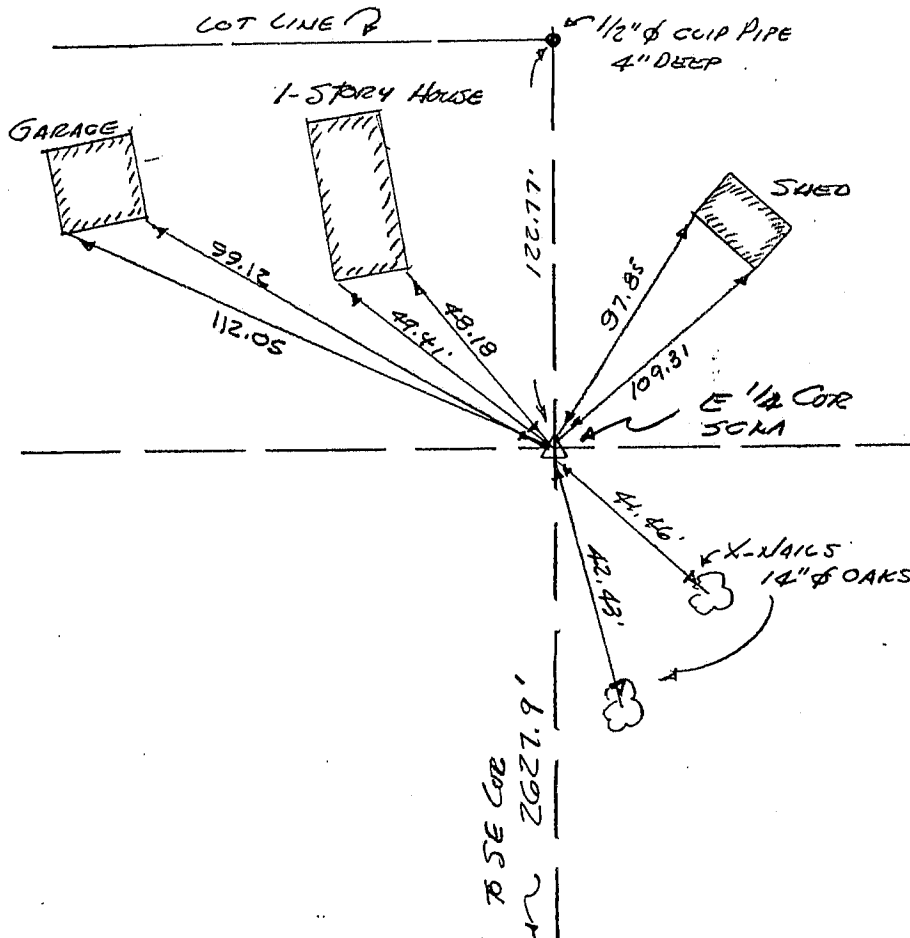 LOT LINE
1/2" ø CLIP PIPE
4" DEEP
1-STORY HOUSE
GARAGE
SHED
122.77'
99.12
112.05
49.41'
48.18
97.85'
109.31
E 1/4 COR
SCMA
41.46'
X-NAILS
14" ø OAKS
42.43'
TO SE COR
2627.9'